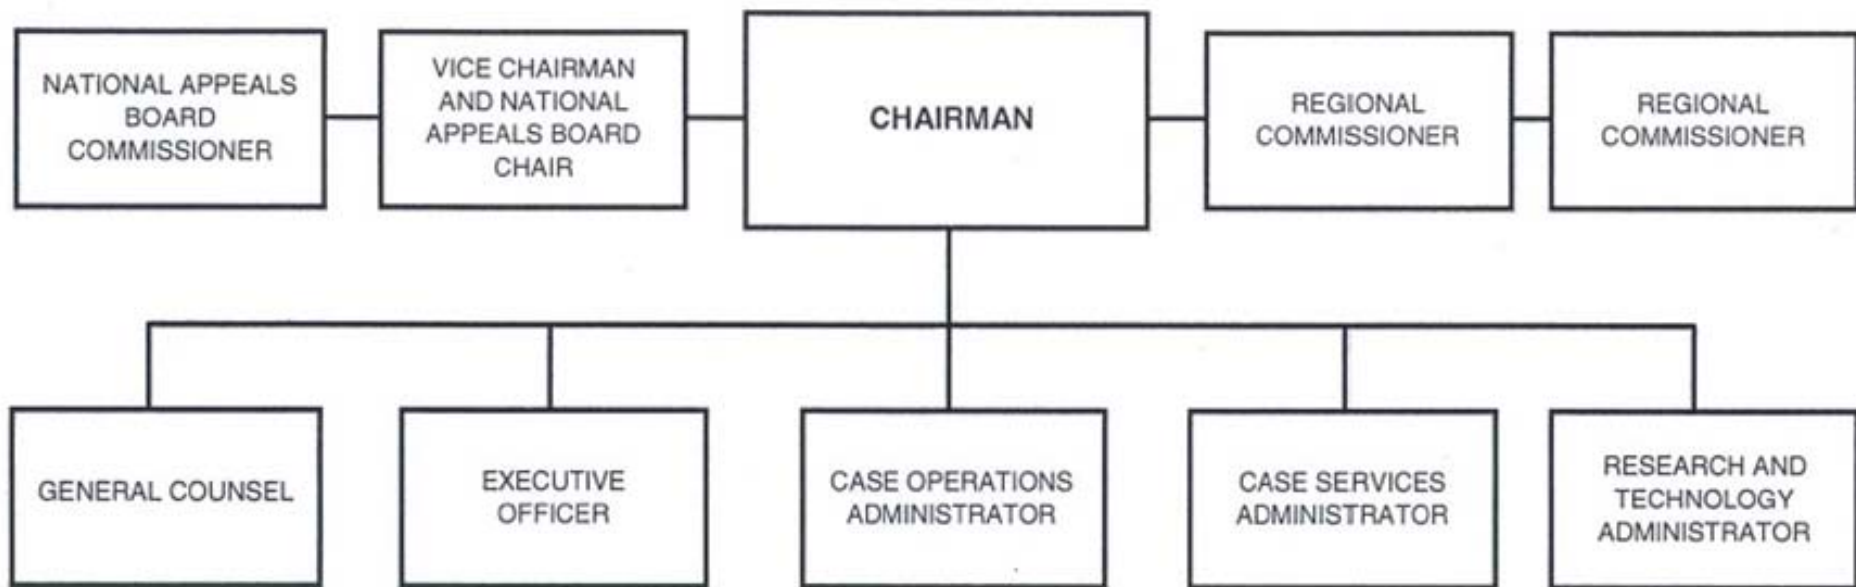 NATIONAL APPEALS
BOARD
COMMISSIONER
VICE CHAIRMAN
AND NATIONAL
APPEALS BOARD
CHAIR
CHAIRMAN
REGIONAL
COMMISSIONER
REGIONAL
COMMISSIONER
GENERAL COUNSEL
EXECUTIVE
OFFICER
CASE OPERATIONS
ADMINISTRATOR
CASE SERVICES
ADMINISTRATOR
RESEARCH AND
TECHNOLOGY
ADMINISTRATOR